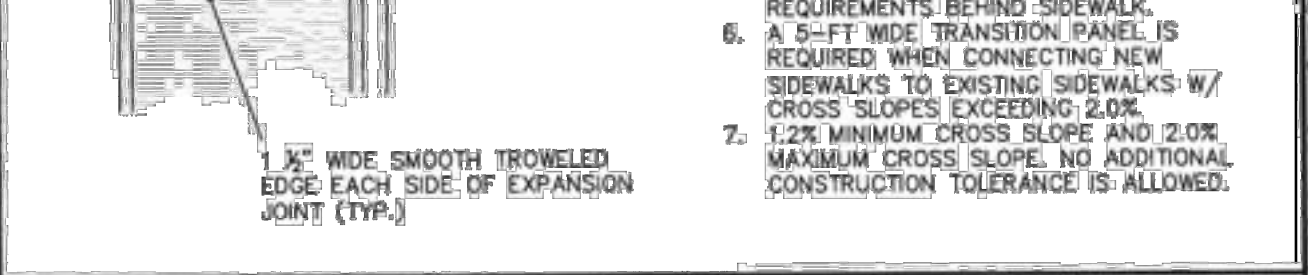 REQUIREMENTS BEHIND SIDEWALK.
6. A 5-FT WIDE TRANSITION PANEL IS
REQUIRED WHEN CONNECTING NEW
SIDEWALKS TO EXISTING SIDEWALKS W/
CROSS SLOPES EXCEEDING 2.0%.
7. 1.2% MINIMUM CROSS SLOPE AND 2.0%
MAXIMUM CROSS SLOPE. NO ADDITIONAL
CONSTRUCTION TOLERANCE IS ALLOWED.
1 ½" WIDE SMOOTH TROWELED
EDGE EACH SIDE OF EXPANSION
JOINT (TYP.)